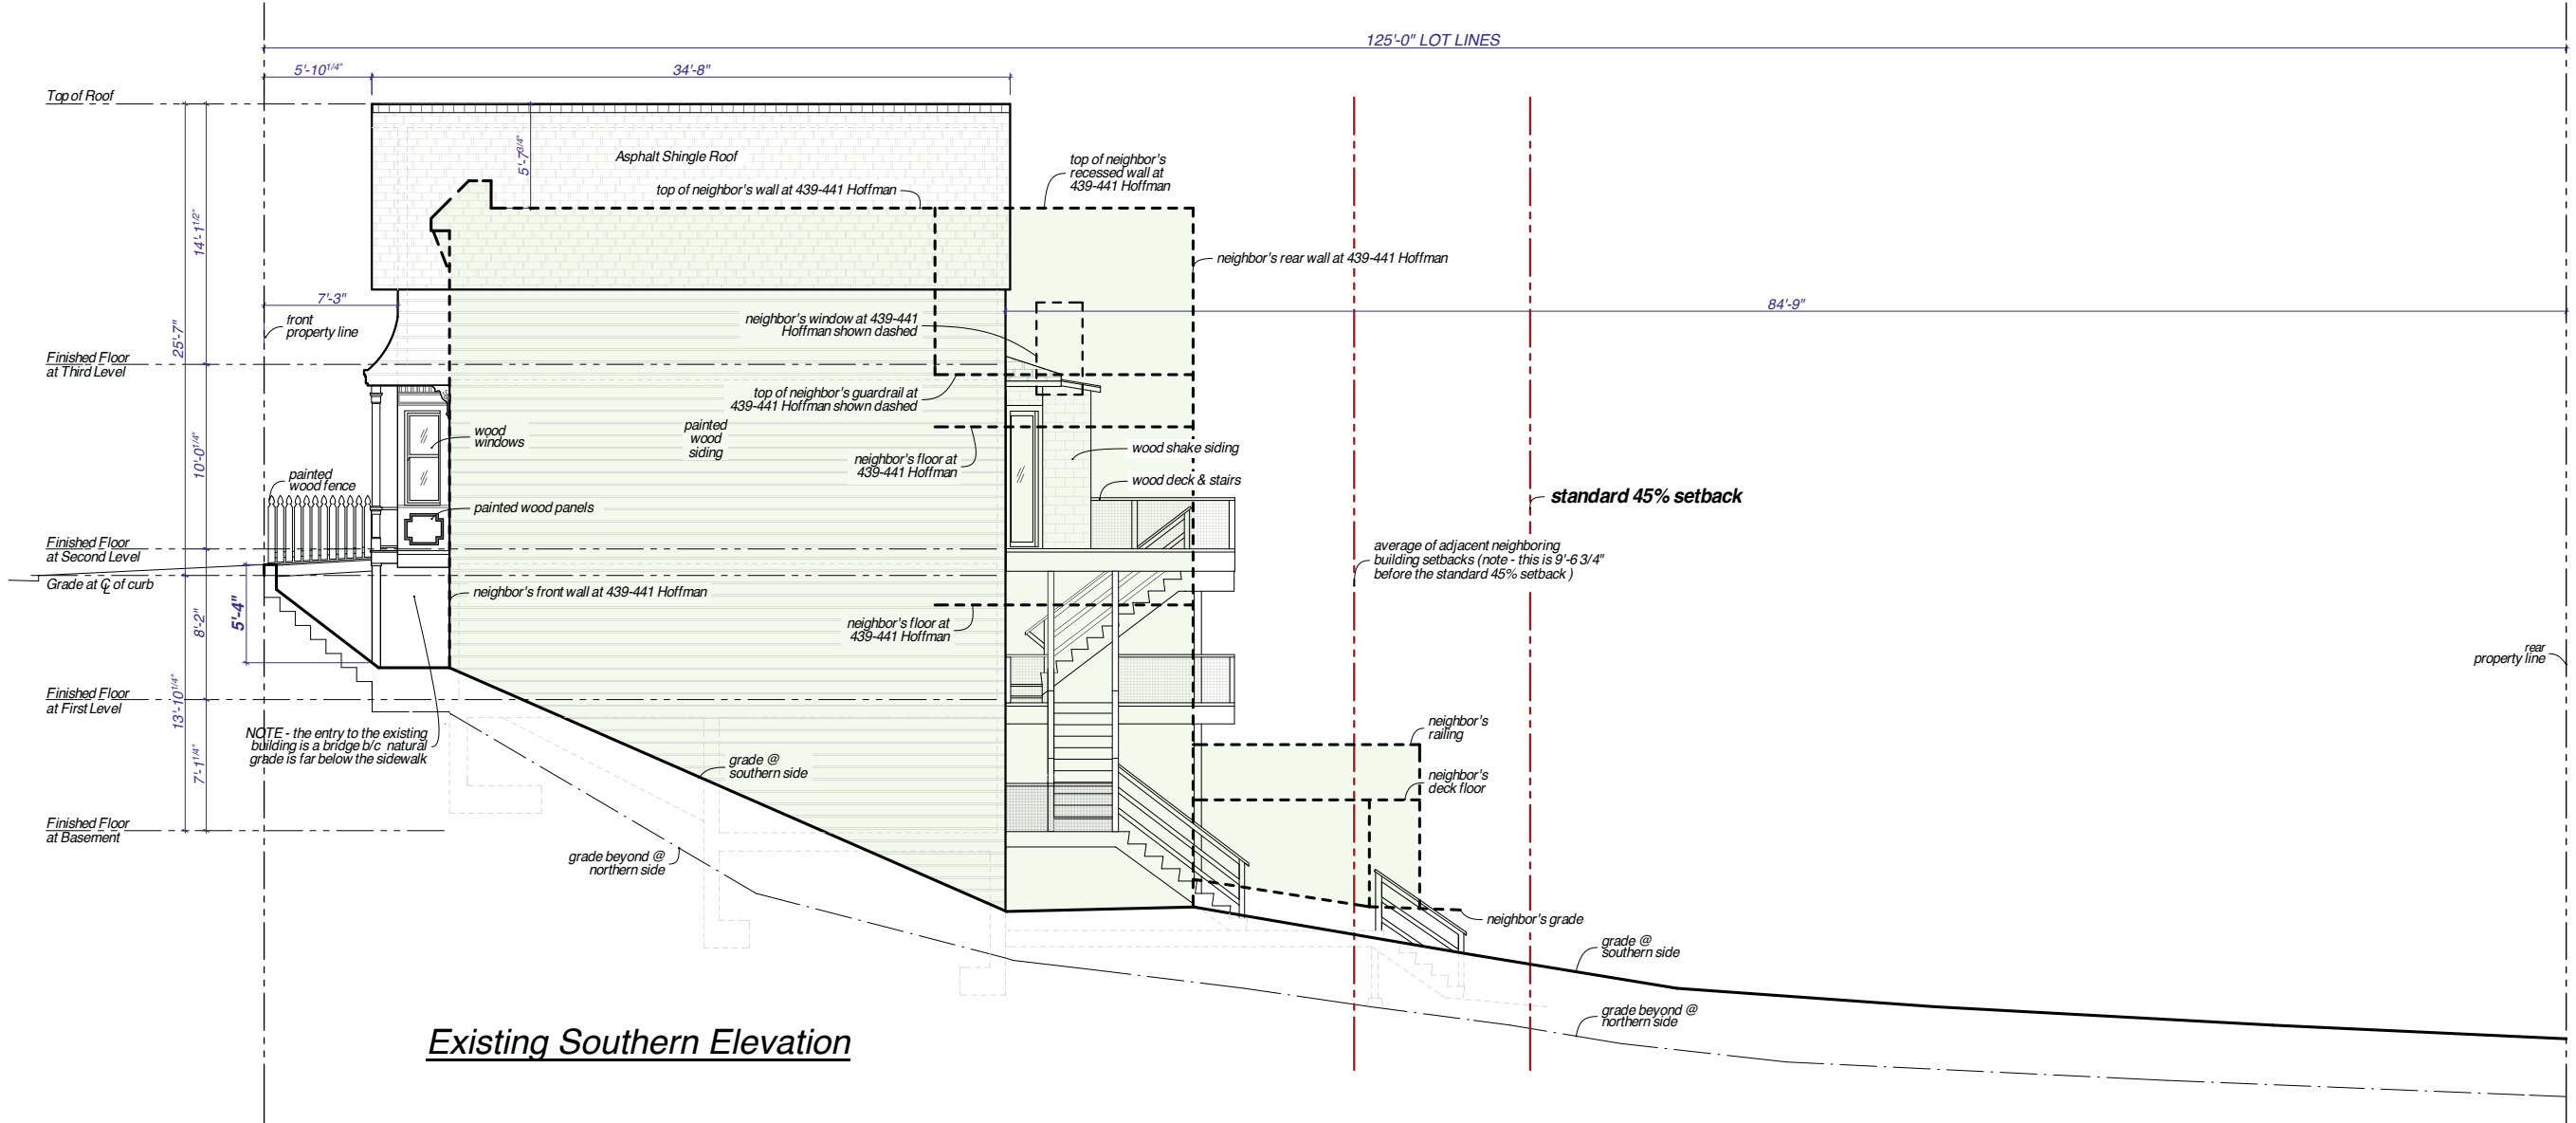 125'-0" LOT LINES
5'-10 1/4"
34'-8"
Top of Roof
5'-7 3/4"
Asphalt Shingle Roof
top of neighbor's
recessed wall at
439-441 Hoffman
top of neighbor's wall at 439-441 Hoffman
14'-1 1/2"
neighbor's rear wall at 439-441 Hoffman
7'-3"
84'-9"
front
property line
neighbor's window at 439-441
Hoffman shown dashed
25'-7"
Finished Floor
at Third Level
top of neighbor's guardrail at
439-441 Hoffman shown dashed
wood
windows
painted
wood
siding
wood shake siding
10'-0 1/4"
neighbor's floor at
439-441 Hoffman
painted
wood fence
wood deck & stairs
standard 45% setback
painted wood panels
Finished Floor
at Second Level
average of adjacent neighboring
building setbacks (note - this is 9'-6 3/4"
before the standard 45% setback )
Grade at CL of curb
neighbor's front wall at 439-441 Hoffman
5'-4"
8'-2"
neighbor's floor at
439-441 Hoffman
rear
property line
Finished Floor
at First Level
13'-10 1/4"
NOTE - the entry to the existing
building is a bridge b/c natural
grade is far below the sidewalk
neighbor's
railing
7'-1 1/4"
grade @
southern side
neighbor's
deck floor
Finished Floor
at Basement
grade beyond @
northern side
neighbor's grade
grade @
southern side
grade beyond @
northern side
Existing Southern Elevation